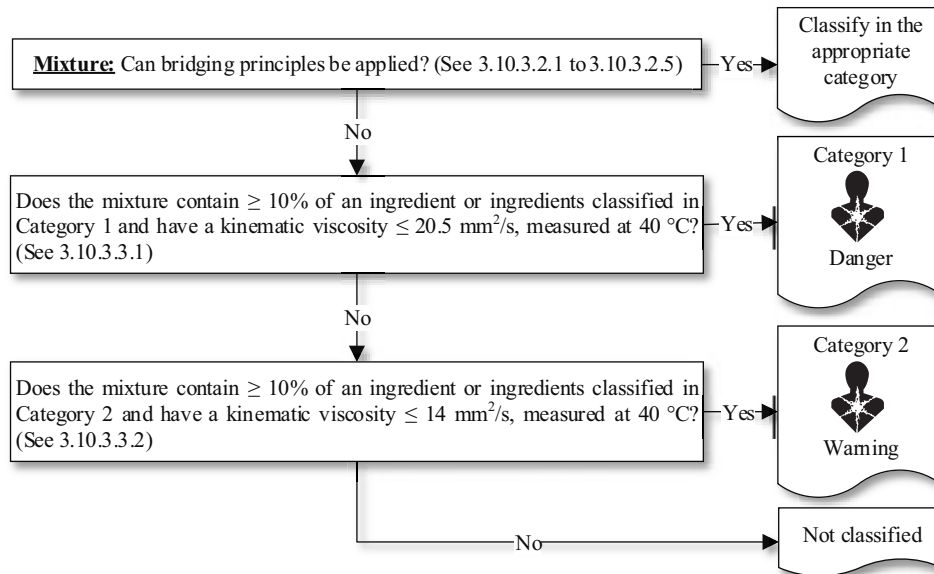 Mixture: Can bridging principles be applied? (See 3.10.3.2.1 to 3.10.3.2.5)
Yes
Classify in the
appropriate
category
No
Does the mixture contain ≥ 10% of an ingredient or ingredients classified in
Category 1 and have a kinematic viscosity ≤ 20.5 mm²/s, measured at 40 °C?
(See 3.10.3.3.1)
Yes
Category 1
Danger
No
Does the mixture contain ≥ 10% of an ingredient or ingredients classified in
Category 2 and have a kinematic viscosity ≤ 14 mm²/s, measured at 40 °C?
(See 3.10.3.3.2)
Yes
Category 2
Warning
No
Not classified